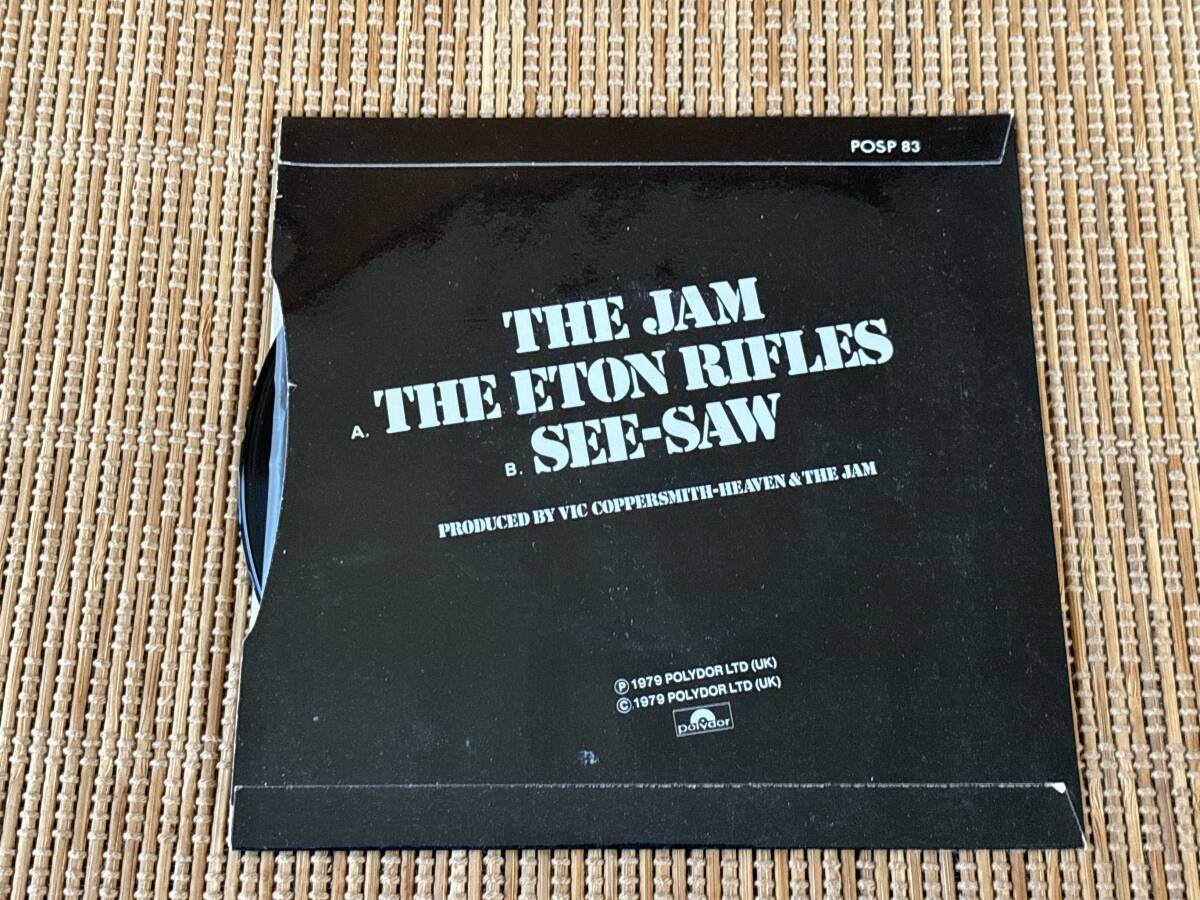 POSP 83
THE JAM
A. THE ETON RIFLES
B. SEE-SAW
PRODUCED BY VIC COPPERSMITH-HEAVEN & THE JAM
Ⓟ 1979 POLYDOR LTD (UK)
© 1979 POLYDOR LTD (UK)
polydor